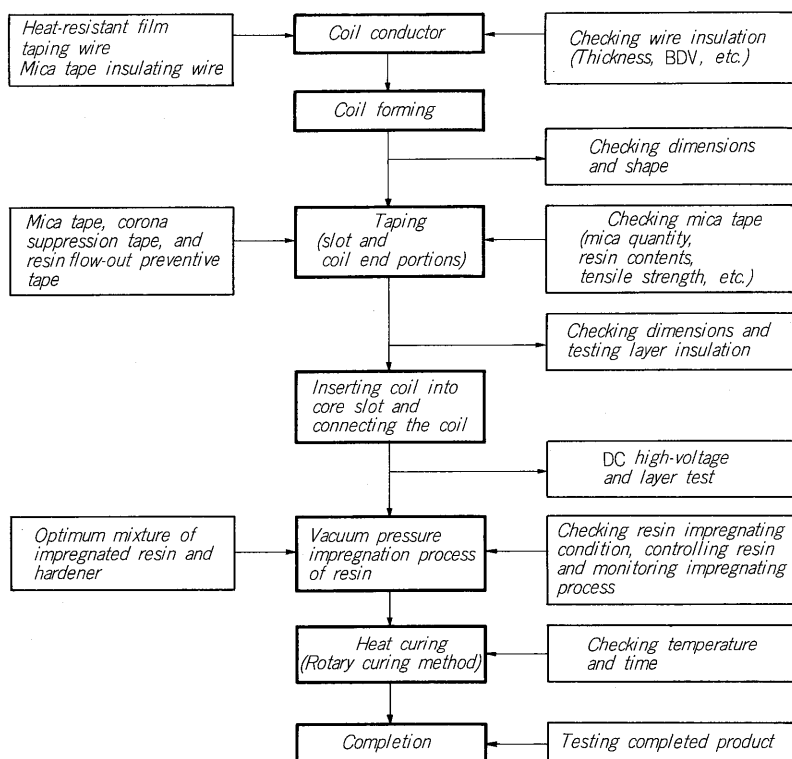 Heat-resistant film
taping wire
Mica tape insulating wire
Coil conductor
Checking wire insulation
(Thickness, BDV, etc.)
Coil forming
Checking dimensions
and shape
Mica tape, corona
suppression tape, and
resin flow-out preventive
tape
Taping
(slot and
coil end portions)
Checking mica tape
(mica quantity,
resin contents,
tensile strength, etc.)
Checking dimensions and
testing layer insulation
Inserting coil into
core slot and
connecting the coil
DC high-voltage
and layer test
Optimum mixture of
impregnated resin and
hardener
Vacuum pressure
impregnation process
of resin
Checking resin impregnating
condition, controlling resin
and monitoring impregnating
process
Heat curing
(Rotary curing method)
Checking temperature
and time
Completion
Testing completed product